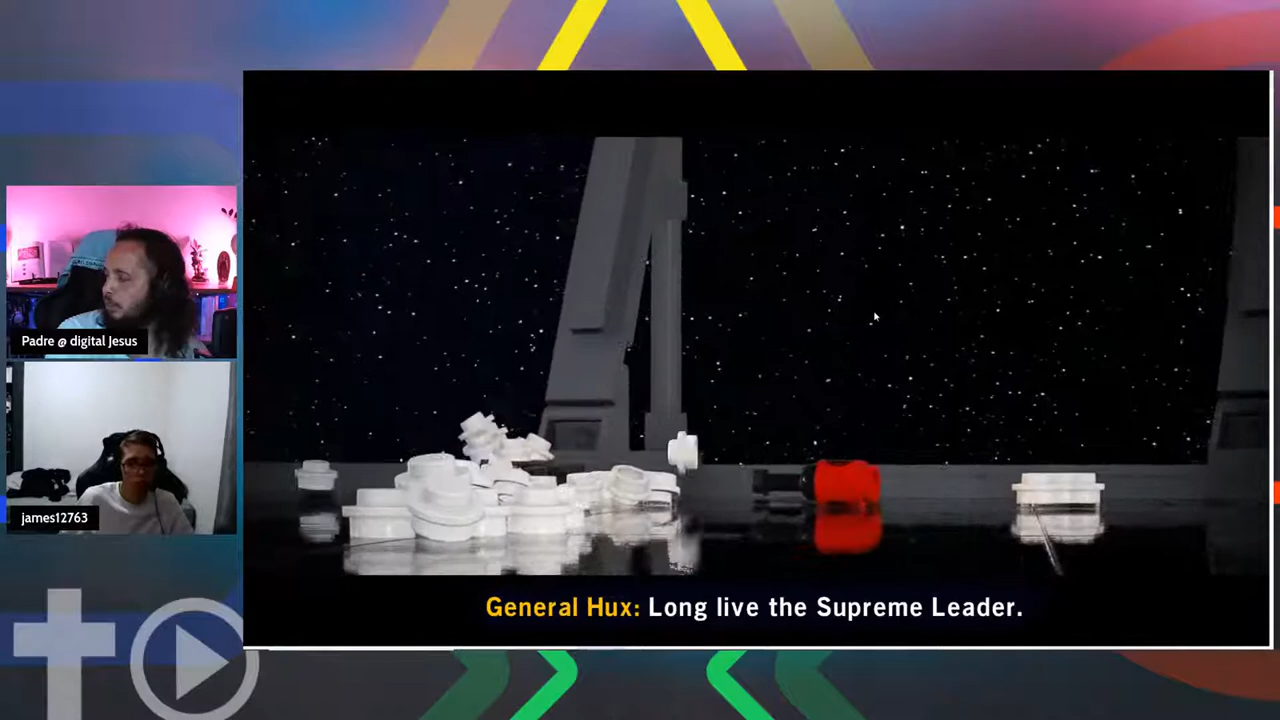 Padre @ digital Jesus
james12763
General Hux: Long live the Supreme Leader.